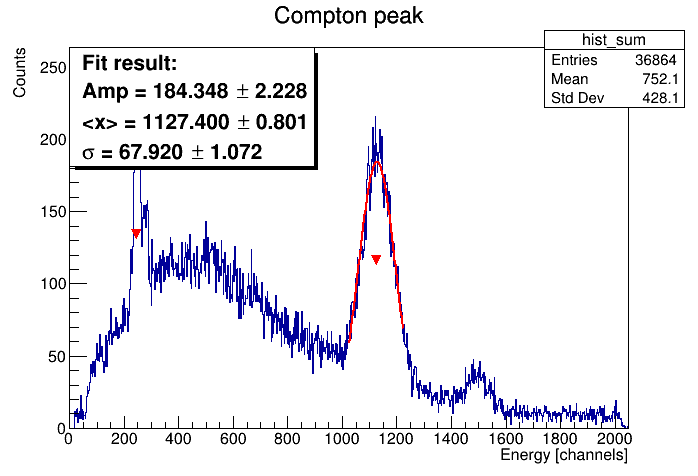 Compton peak
hist_sum
Entries 36864
Mean 752.1
Std Dev 428.1
Fit result:
Amp = 184.348 ± 2.228
<x> = 1127.400 ± 0.801
σ = 67.920 ± 1.072
Counts
250
200
150
100
50
0
0 200 400 600 800 1000 1200 1400 1600 1800 2000
Energy [channels]